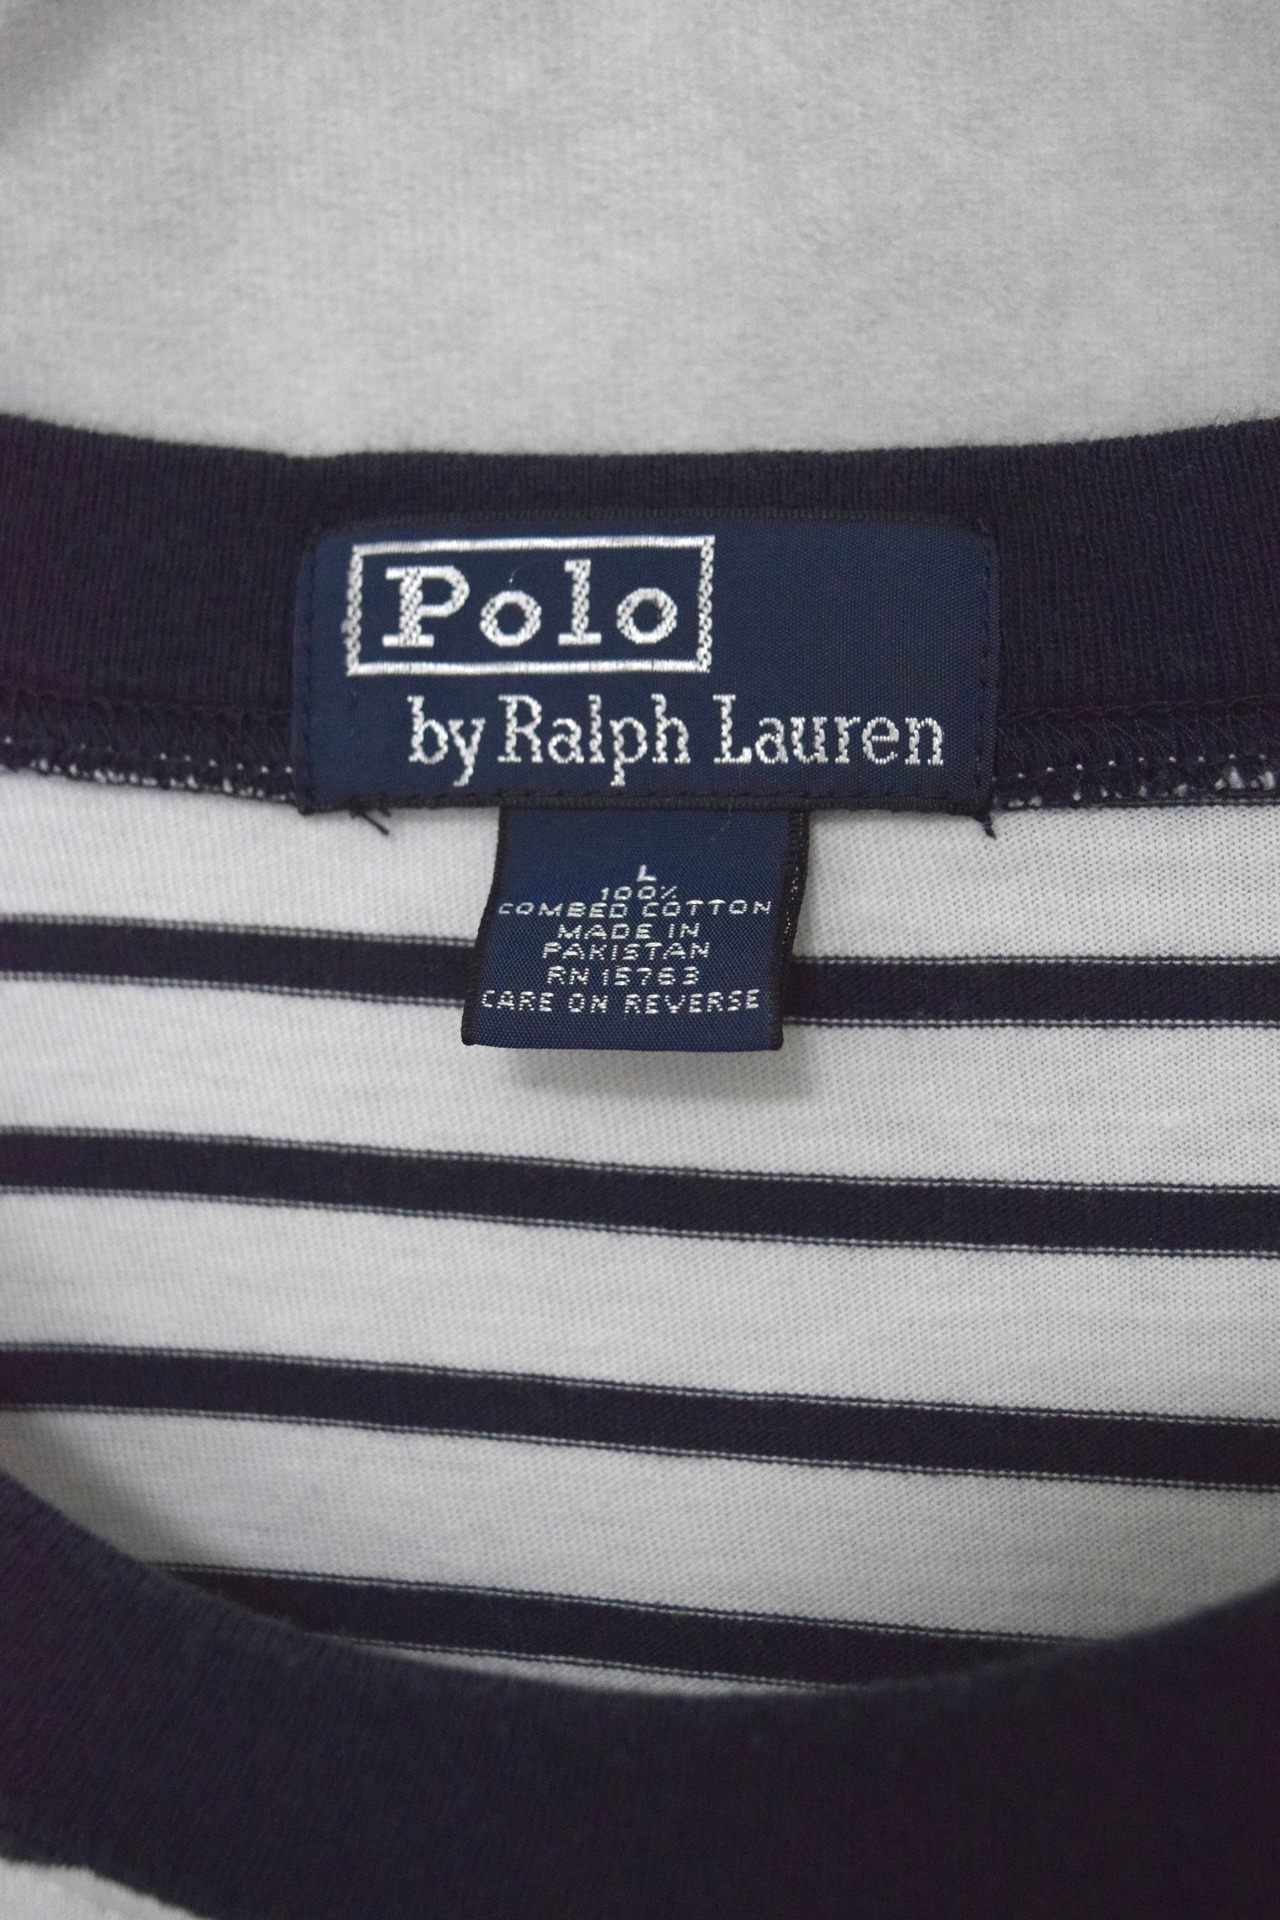 Polo
by Ralph Lauren
L
100%
COMBED COTTON
MADE IN
PAKISTAN
RN 15763
CARE ON REVERSE